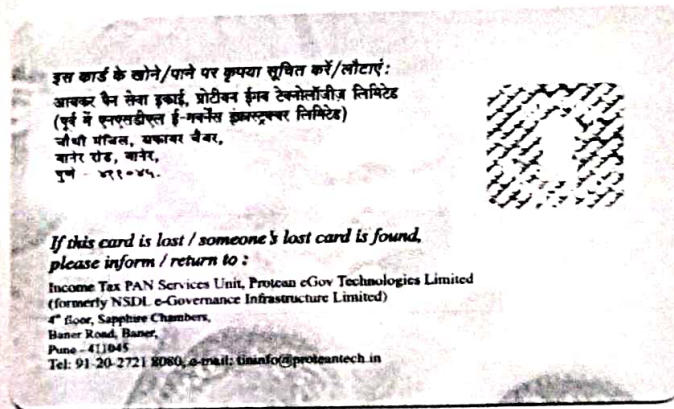 इस कार्ड के खोने/पाने पर कृपया सूचित करें/लौटाएं:
आयकर पैन सेवा इकाई, प्रोटीयन ईगव टेक्नोलॉजीज़ लिमिटेड
(पूर्व में एनएसडीएल ई-गवर्नेंस इंफ्रास्ट्रक्चर लिमिटेड)
चौथी मंजिल, सफायर चैंबर,
बानेर रोड, बानेर,
पुणे - ४११०४५.
If this card is lost / someone's lost card is found,
please inform / return to :
Income Tax PAN Services Unit, Protean eGov Technologies Limited
(formerly NSDL e-Governance Infrastructure Limited)
4th floor, Sapphire Chambers,
Baner Road, Baner,
Pune - 411045
Tel: 91-20-2721 8080, e-mail: tininfo@proteantech.in